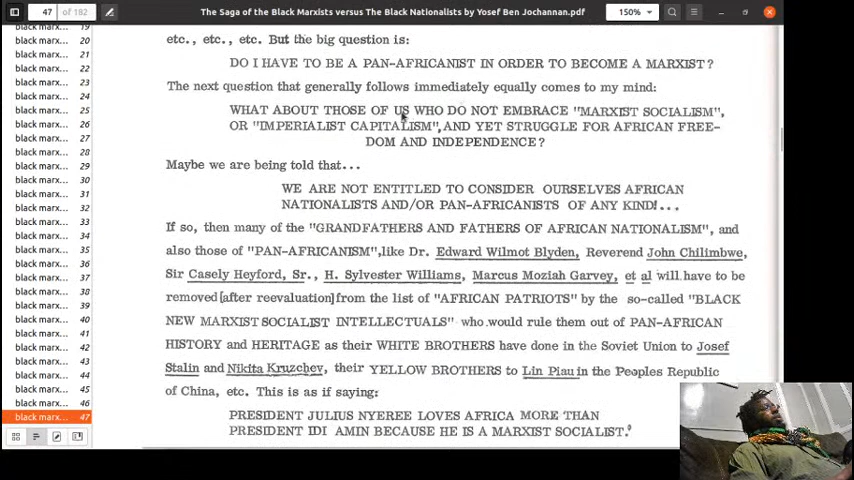 47 of 182
The Saga of the Black Marxists versus The Black Nationalists by Yosef Ben Jochannan.pdf
150%
black marx... 19
black marx... 20
black marx... 21
black marx... 22
black marx... 23
black marx... 24
black marx... 25
black marx... 26
black marx... 27
black marx... 28
black marx... 29
black marx... 30
black marx... 31
black marx... 32
black marx... 33
black marx... 34
black marx... 35
black marx... 36
black marx... 37
black marx... 38
black marx... 39
black marx... 40
black marx... 41
black marx... 42
black marx... 43
black marx... 44
black marx... 45
black marx... 46
black marx... 47
etc., etc., etc. But the big question is:
DO I HAVE TO BE A PAN-AFRICANIST IN ORDER TO BECOME A MARXIST?
The next question that generally follows immediately equally comes to my mind:
WHAT ABOUT THOSE OF US WHO DO NOT EMBRACE "MARXIST SOCIALISM",
OR "IMPERIALIST CAPITALISM", AND YET STRUGGLE FOR AFRICAN FREE-
DOM AND INDEPENDENCE?
Maybe we are being told that...
WE ARE NOT ENTITLED TO CONSIDER OURSELVES AFRICAN
NATIONALISTS AND/OR PAN-AFRICANISTS OF ANY KIND!...
If so, then many of the "GRANDFATHERS AND FATHERS OF AFRICAN NATIONALISM", and
also those of "PAN-AFRICANISM", like Dr. Edward Wilmot Blyden, Reverend John Chilimbwe,
Sir Casely Heyford, Sr., H. Sylvester Williams, Marcus Moziah Garvey, et al will have to be
removed [after reevaluation] from the list of "AFRICAN PATRIOTS" by the so-called "BLACK
NEW MARXIST SOCIALIST INTELLECTUALS" who would rule them out of PAN-AFRICAN
HISTORY and HERITAGE as their WHITE BROTHERS have done in the Soviet Union to Josef
Stalin and Nikita Kruzchev, their YELLOW BROTHERS to Lin Piau in the Peoples Republic
of China, etc. This is as if saying:
PRESIDENT JULIUS NYEREE LOVES AFRICA MORE THAN
PRESIDENT IDI AMIN BECAUSE HE IS A MARXIST SOCIALIST.⁹